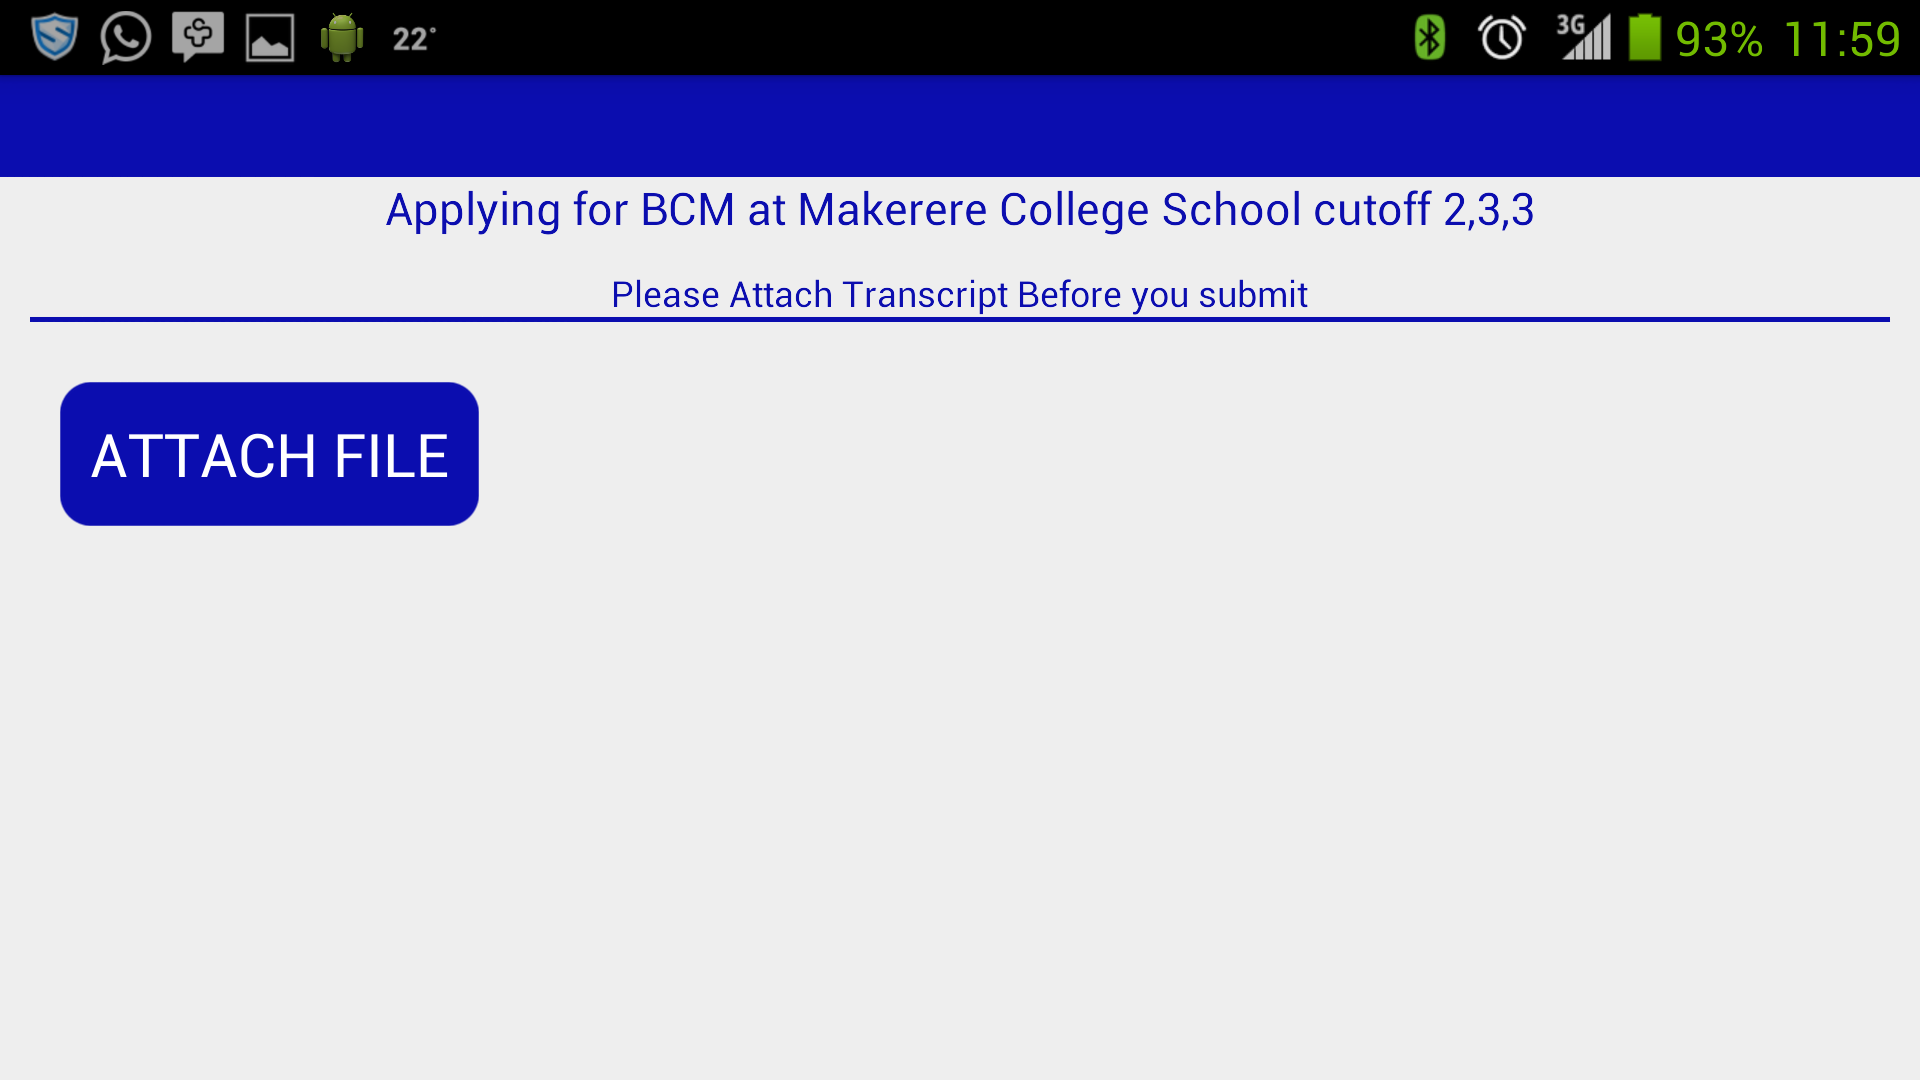 22°
3G
93% 11:59
Applying for BCM at Makerere College School cutoff 2,3,3
Please Attach Transcript Before you submit
ATTACH FILE